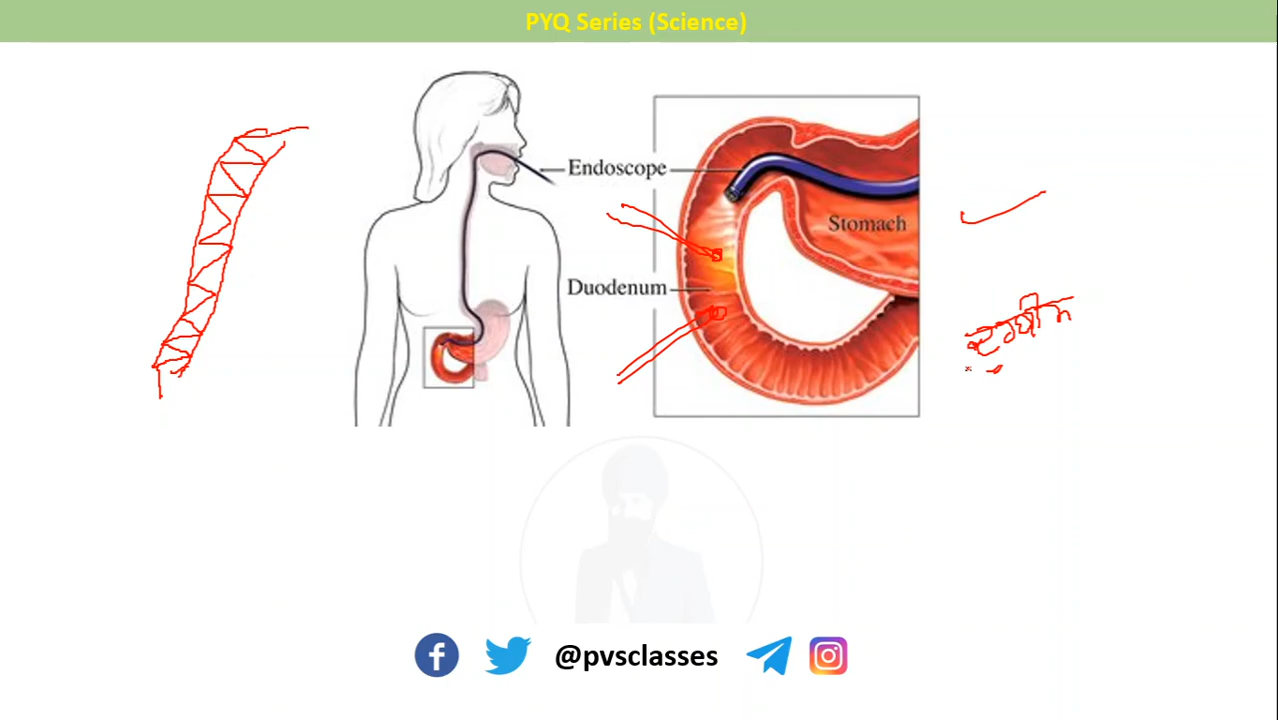 PYQ Series (Science)
Endoscope
Stomach
Duodenum
@pvsclasses